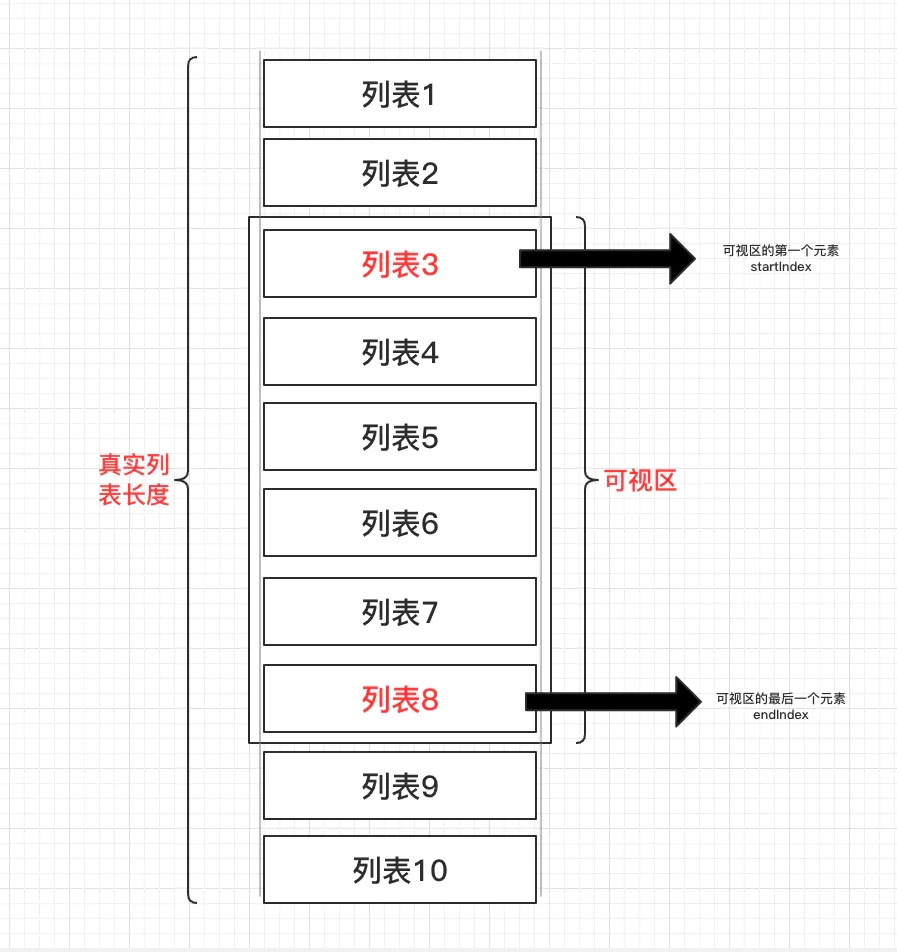 列表1
列表2
列表3
可视区的第一个元素
startIndex
列表4
列表5
真实列
表长度
可视区
列表6
列表7
列表8
可视区的最后一个元素
endIndex
列表9
列表10